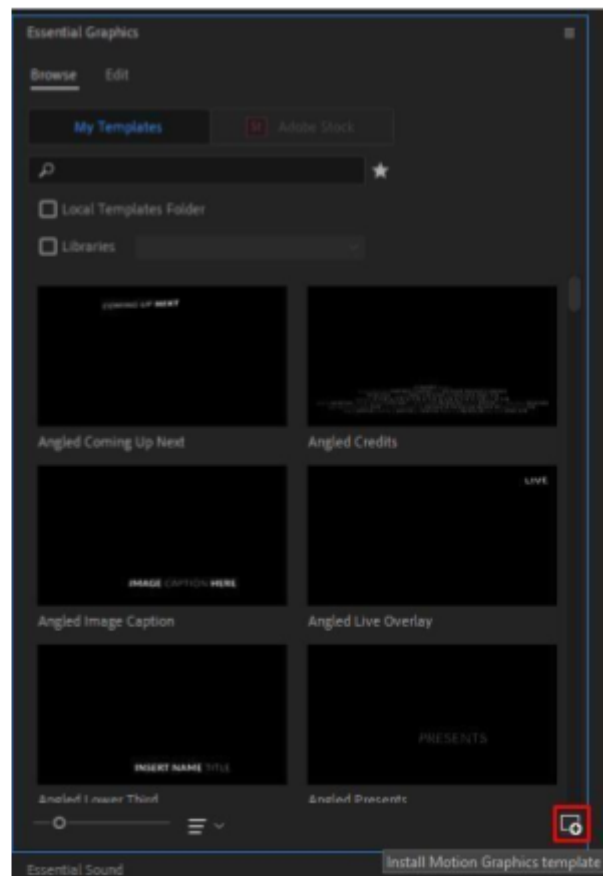 Essential Graphics
Browse Edit
My Templates St Adobe Stock
Local Templates Folder
Libraries
COMING UP NEXT
Angled Coming Up Next Angled Credits
LIVE
IMAGE CAPTION HERE
Angled Image Caption Angled Live Overlay
PRESENTS
INSERT NAME TITLE
Angled Lower Third Angled Presents
Install Motion Graphics template
Essential Sound